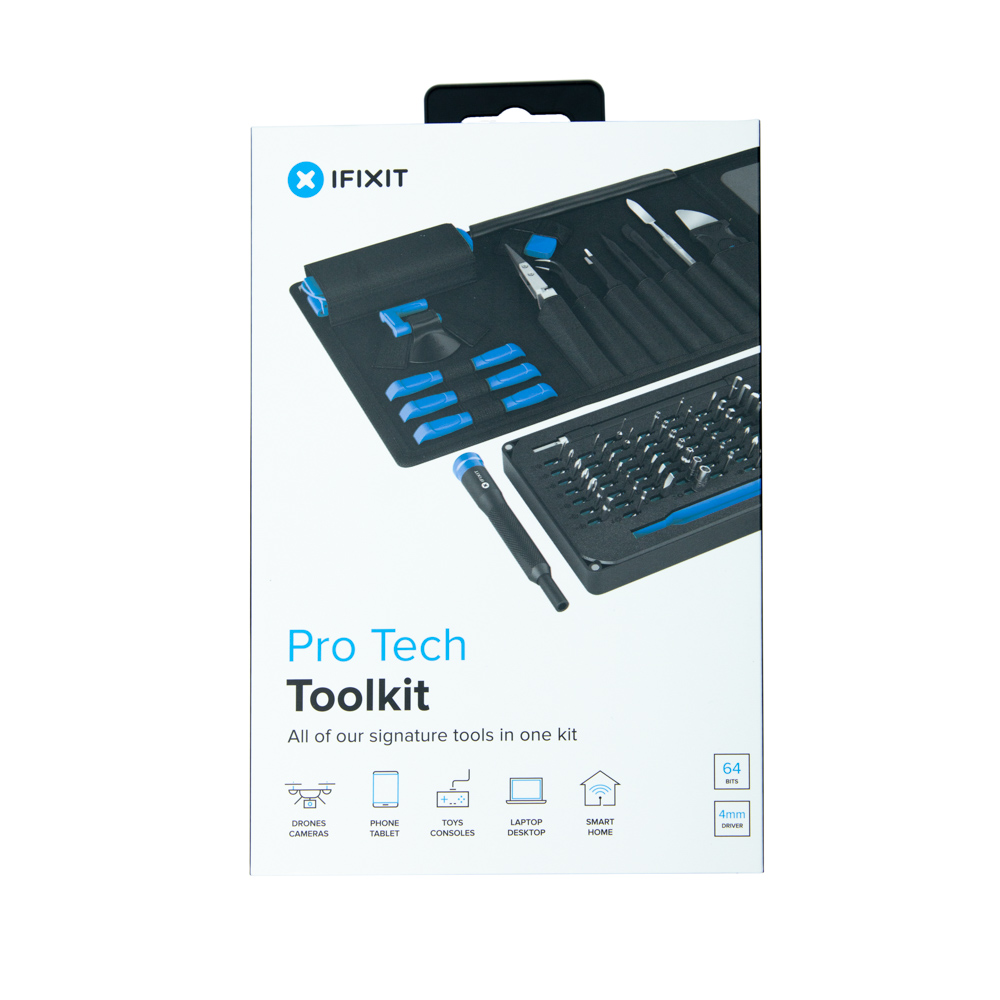 IFIXIT
IFIXIT
Pro Tech
Toolkit
All of our signature tools in one kit
DRONES
CAMERAS
PHONE
TABLET
TOYS
CONSOLES
LAPTOP
DESKTOP
SMART
HOME
64
BITS
4mm
DRIVER